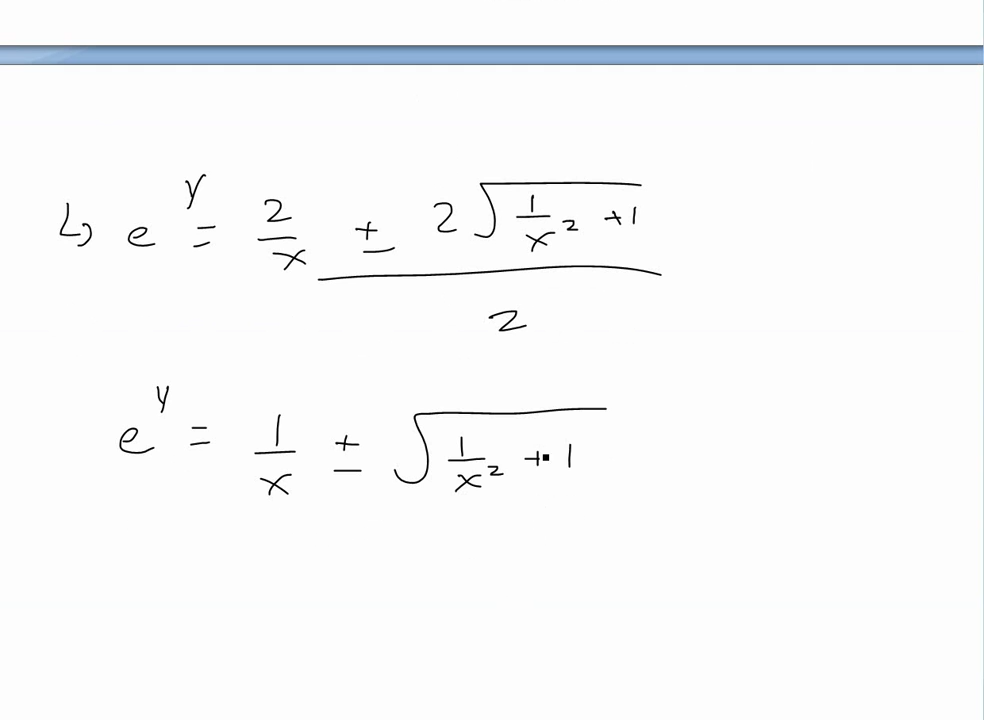 ↳ e^y = 2/x ± 2√(1/x² + 1) / 2
e^y = 1/x ± √(1/x² + 1)